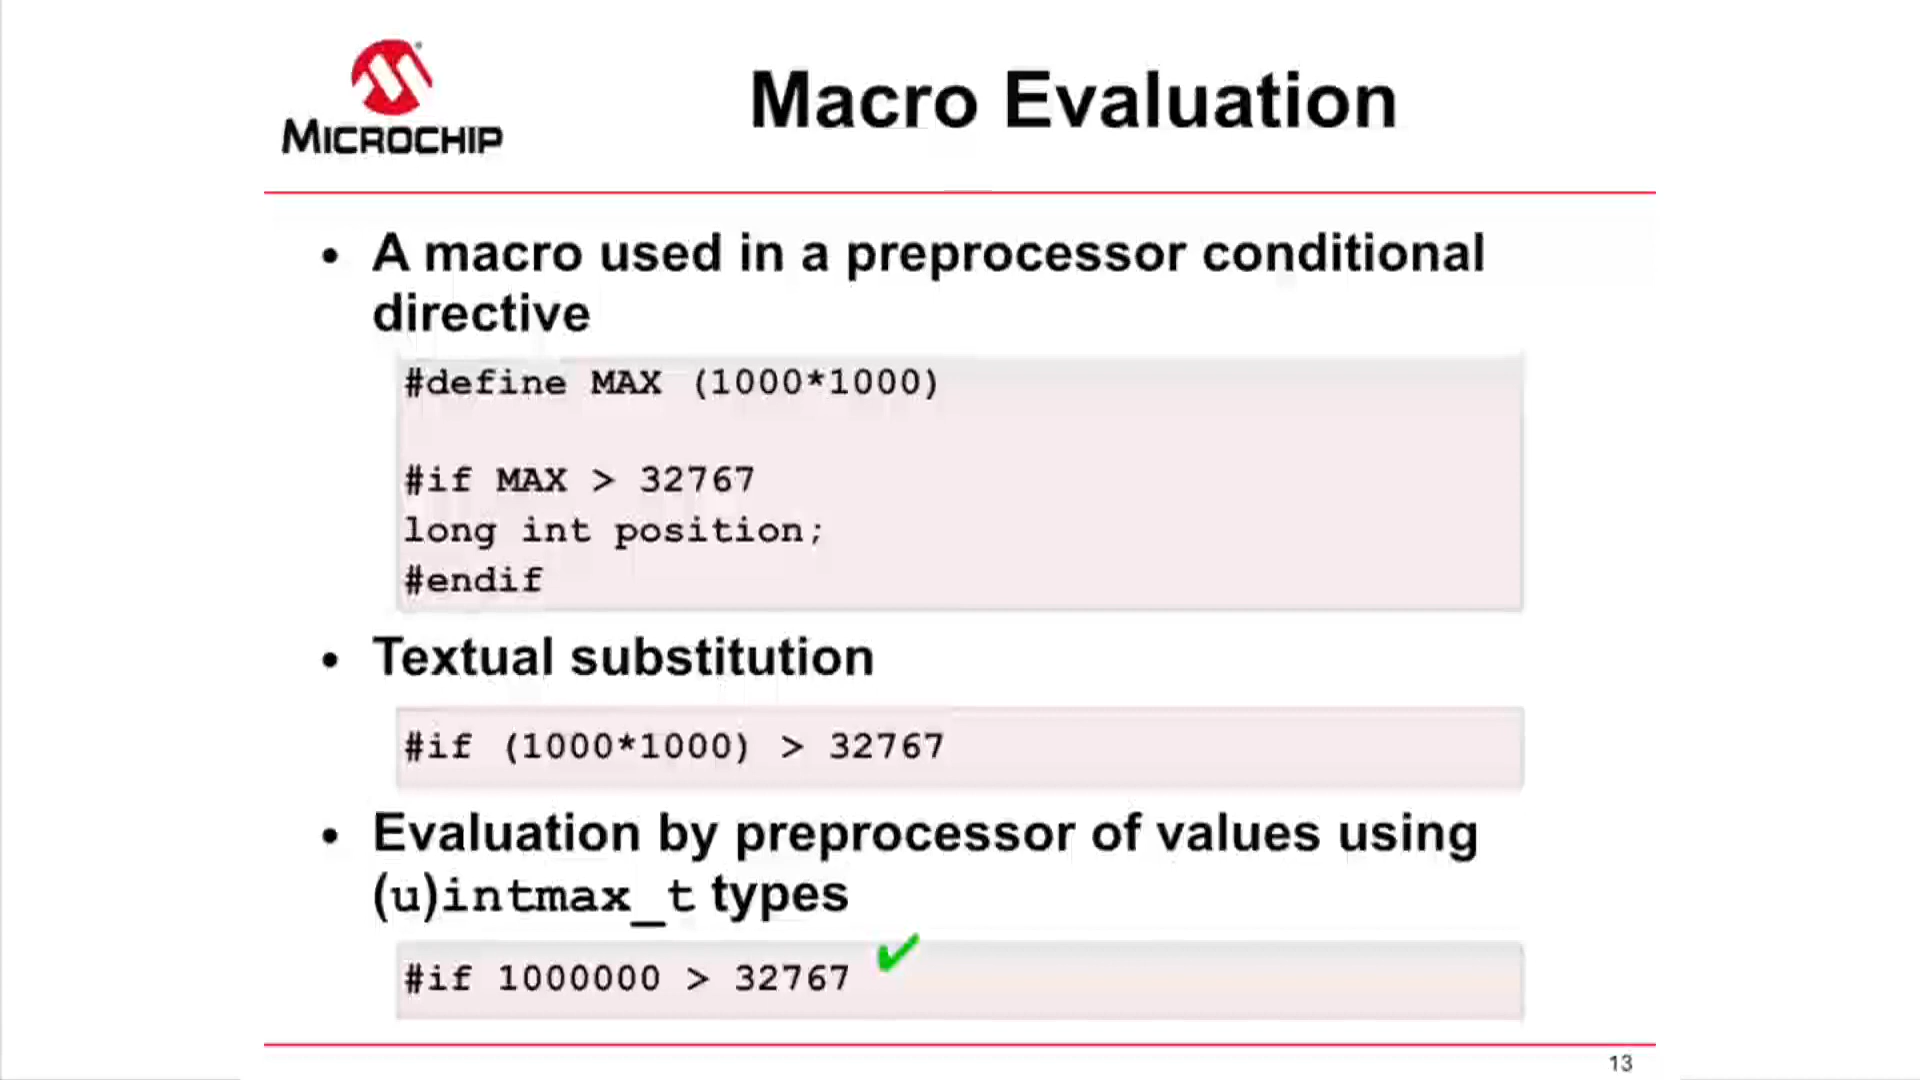 MICROCHIP
Macro Evaluation
• A macro used in a preprocessor conditional
directive
#define MAX (1000*1000)
#if MAX > 32767
long int position;
#endif
• Textual substitution
#if (1000*1000) > 32767
• Evaluation by preprocessor of values using
(u)intmax_t types
#if 1000000 > 32767 ✔
13